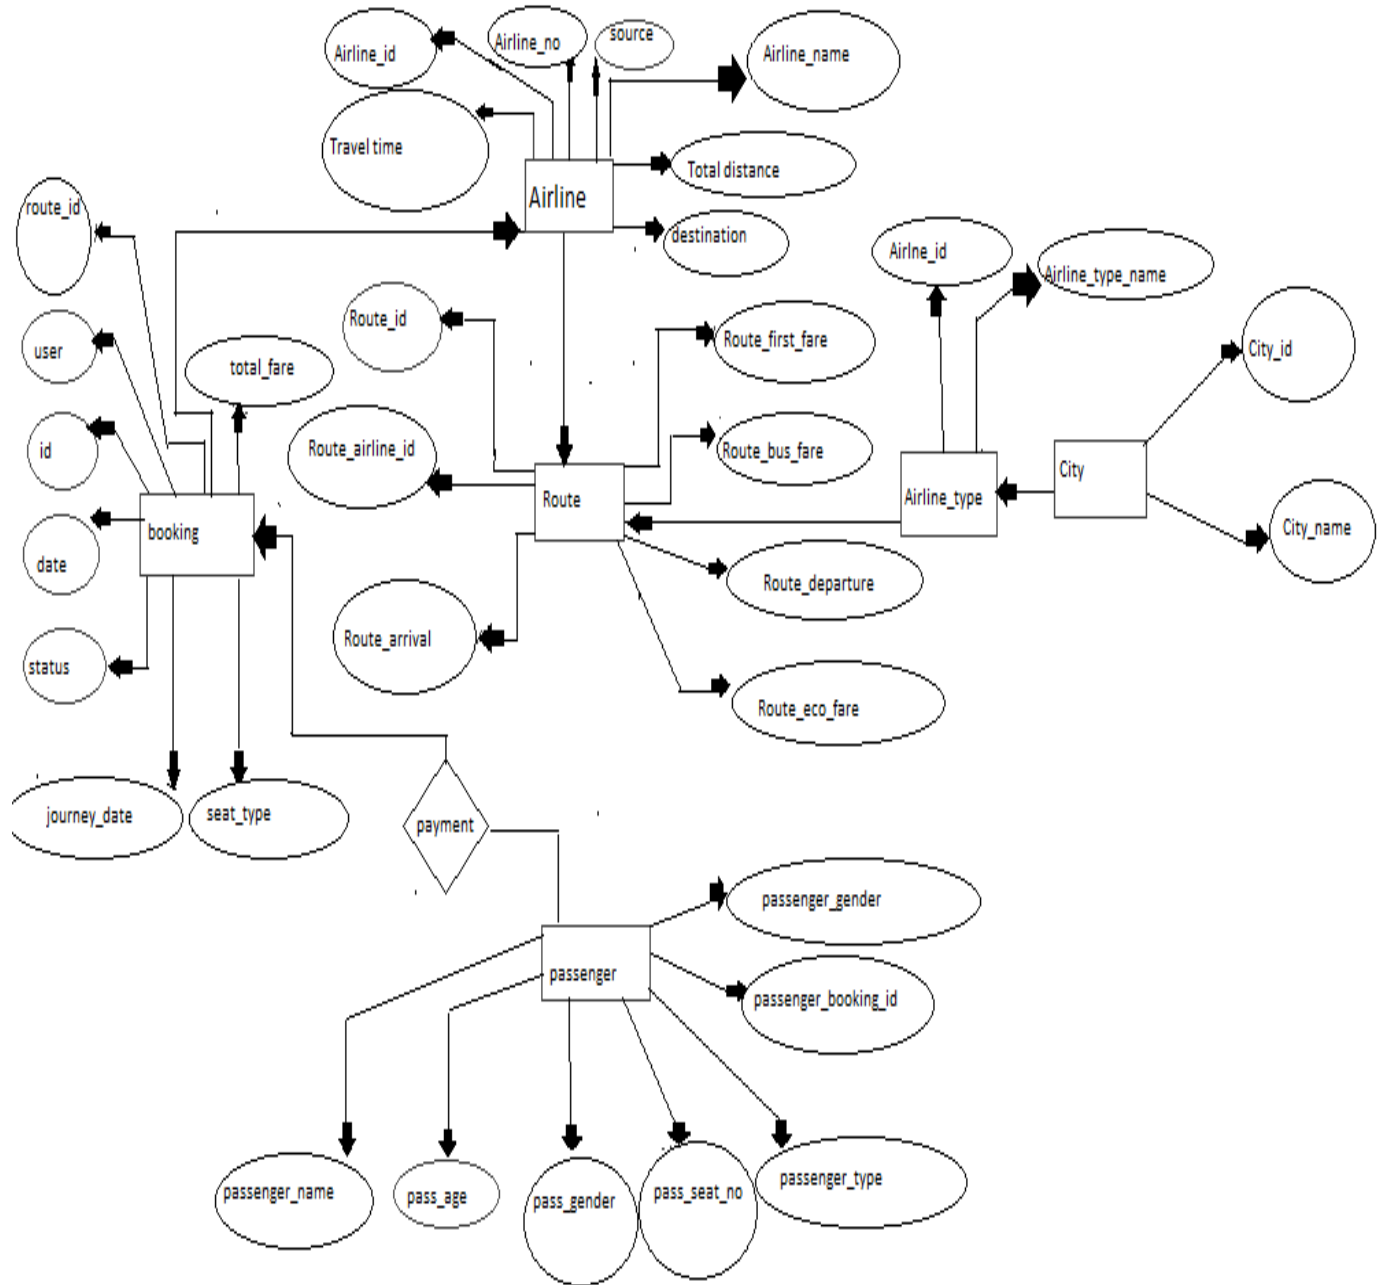 Airline_id
Airline_no
source
Airline_name
Travel time
Total distance
Airline
destination
route_id
Airlne_id
Airline_type_name
Route_id
user
total_fare
Route_first_fare
City_id
id
Route_airline_id
Route_bus_fare
City
Airline_type
Route
booking
City_name
date
Route_departure
Route_arrival
status
Route_eco_fare
journey_date
seat_type
payment
passenger_gender
passenger
passenger_booking_id
passenger_name
pass_age
pass_gender
pass_seat_no
passenger_type